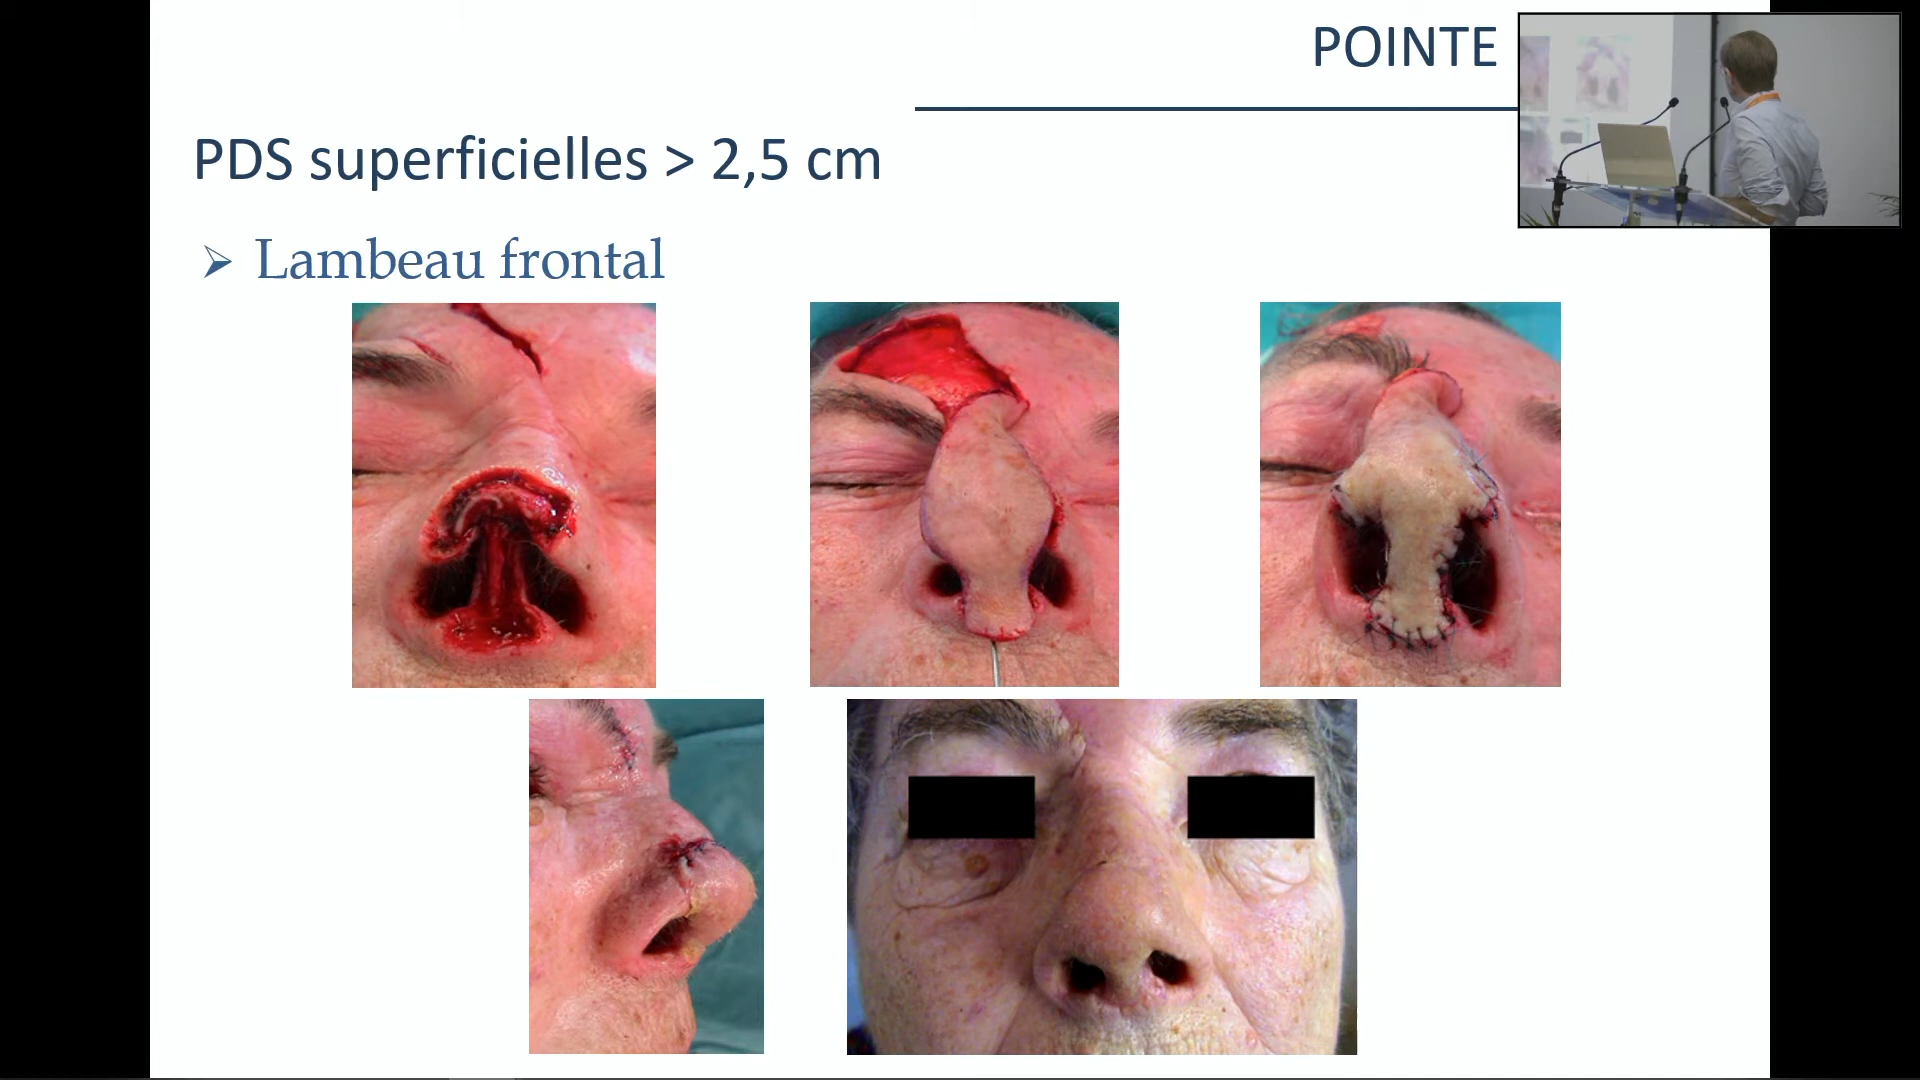 POINTE
PDS superficielles > 2,5 cm
➢ Lambeau frontal